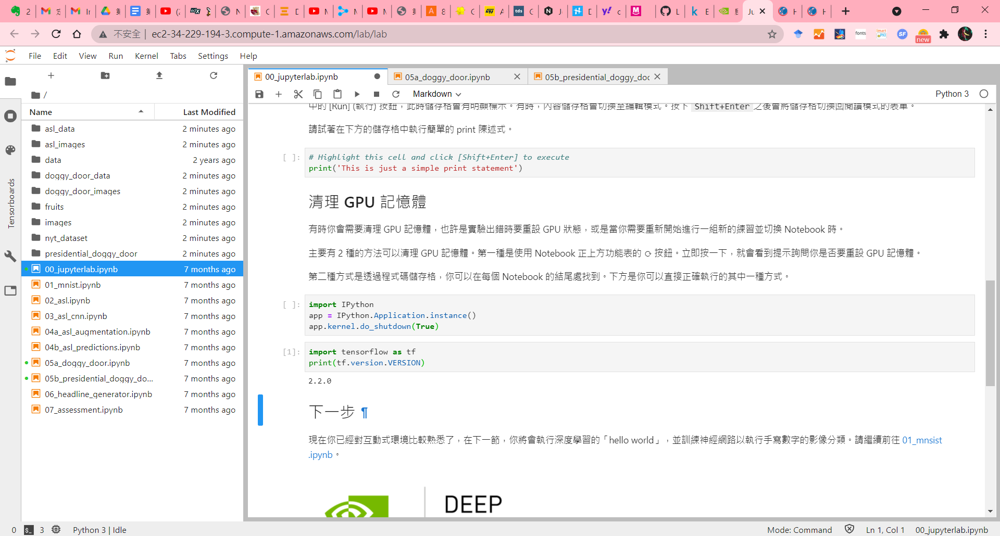 不安全 | ec2-34-229-194-3.compute-1.amazonaws.com/lab/lab
fonts
Smart PKI
SF
new
File Edit View Run Kernel Tabs Settings Help
00_jupyterlab.ipynb
05a_doggy_door.ipynb
05b_presidential_doggy_doo
Markdown
Python 3
/
Name
Last Modified
asl_data 2 minutes ago
asl_images 2 minutes ago
data 2 years ago
doggy_door_data 2 minutes ago
doggy_door_images 2 minutes ago
fruits 2 minutes ago
images 2 minutes ago
nyt_dataset 2 minutes ago
presidential_doggy_door 2 minutes ago
00_jupyterlab.ipynb 7 months ago
01_mnist.ipynb 7 months ago
02_asl.ipynb 7 months ago
03_asl_cnn.ipynb 7 months ago
04a_asl_augmentation.ipynb 7 months ago
04b_asl_predictions.ipynb 7 months ago
05a_doggy_door.ipynb 7 months ago
05b_presidential_doggy_do... 7 months ago
06_headline_generator.ipynb 7 months ago
07_assessment.ipynb 7 months ago
Tensorboards
中的 [Run] (執行) 按鈕，此時儲存格會有明顯標示。有時，內容儲存格會切換至編輯模式。按下 Shift+Enter 之後會將儲存格切換回閱讀模式的表單。
請試著在下方的儲存格中執行簡單的 print 陳述式。
[ ]: # Highlight this cell and click [Shift+Enter] to execute
print('This is just a simple print statement')
清理 GPU 記憶體
有時你會需要清理 GPU 記憶體，也許是實驗出錯時要重設 GPU 狀態，或是當你需要重新開始進行一組新的練習並切換 Notebook 時。
主要有 2 種的方法可以清理 GPU 記憶體。第一種是使用 Notebook 正上方功能表的 ⟳ 按鈕。立即按一下，就會看到提示詢問你是否要重設 GPU 記憶體。
第二種方式是透過程式碼儲存格，你可以在每個 Notebook 的結尾處找到。下方是你可以直接正確執行的其中一種方式。
[ ]: import IPython
app = IPython.Application.instance()
app.kernel.do_shutdown(True)
[1]: import tensorflow as tf
print(tf.version.VERSION)
2.2.0
下一步 ¶
現在你已經對互動式環境比較熟悉了，在下一節，你將會執行深度學習的「hello world」，並訓練神經網路以執行手寫數字的影像分類。請繼續前往 01_mnsist
.ipynb。
DEEP
0 $_ 3 Python 3 | Idle
Mode: Command Ln 1, Col 1 00_jupyterlab.ipynb